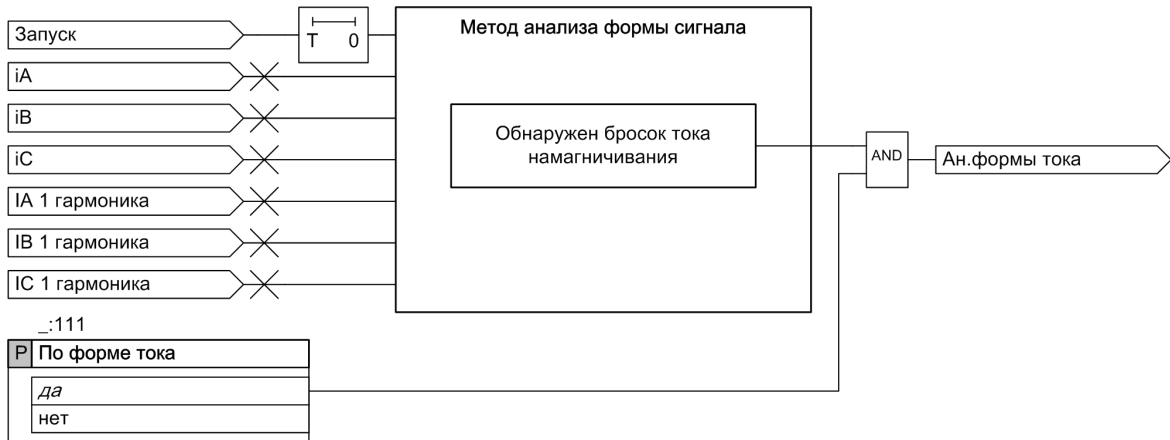 Запуск
T 0
Метод анализа формы сигнала
iA
iB
iC
Обнаружен бросок тока
намагничивания
AND
Ан.формы тока
IA 1 гармоника
IB 1 гармоника
IC 1 гармоника
_:111
P По форме тока
да
нет